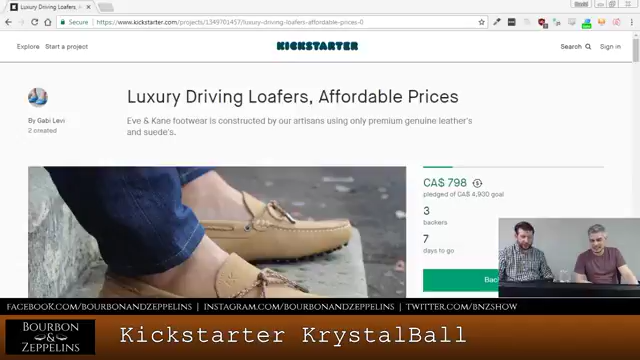 Luxury Driving Loafers, A
Secure
https://www.kickstarter.com/projects/1349701457/luxury-driving-loafers-affordable-prices-0
Explore
Start a project
KICKSTARTER
Search
Sign in
Luxury Driving Loafers, Affordable Prices
By Gabi Levi
2 created
Eve & Kane footwear is constructed by our artisans using only premium genuine leather's
and suede's.
CA$ 798
pledged of CA$ 4,930 goal
3
backers
7
days to go
Bac
FACEBOOK.COM/BOURBONANDZEPPELINS | INSTAGRAM.COM/BOURBONANDZEPPELINS | TWITTER.COM/BNZSHOW
BOURBON
&
ZEPPELINS
Kickstarter KrystalBall